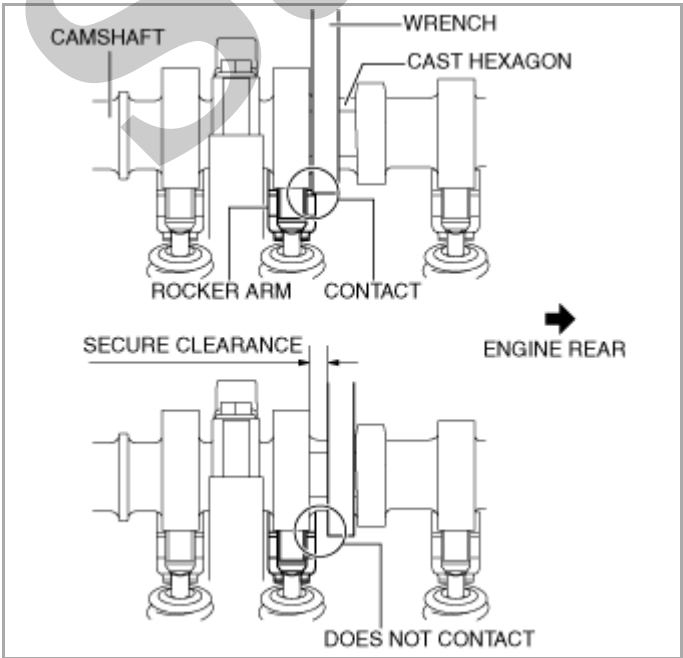 WRENCH
CAMSHAFT
CAST HEXAGON
ROCKER ARM
CONTACT
ENGINE REAR
SECURE CLEARANCE
DOES NOT CONTACT